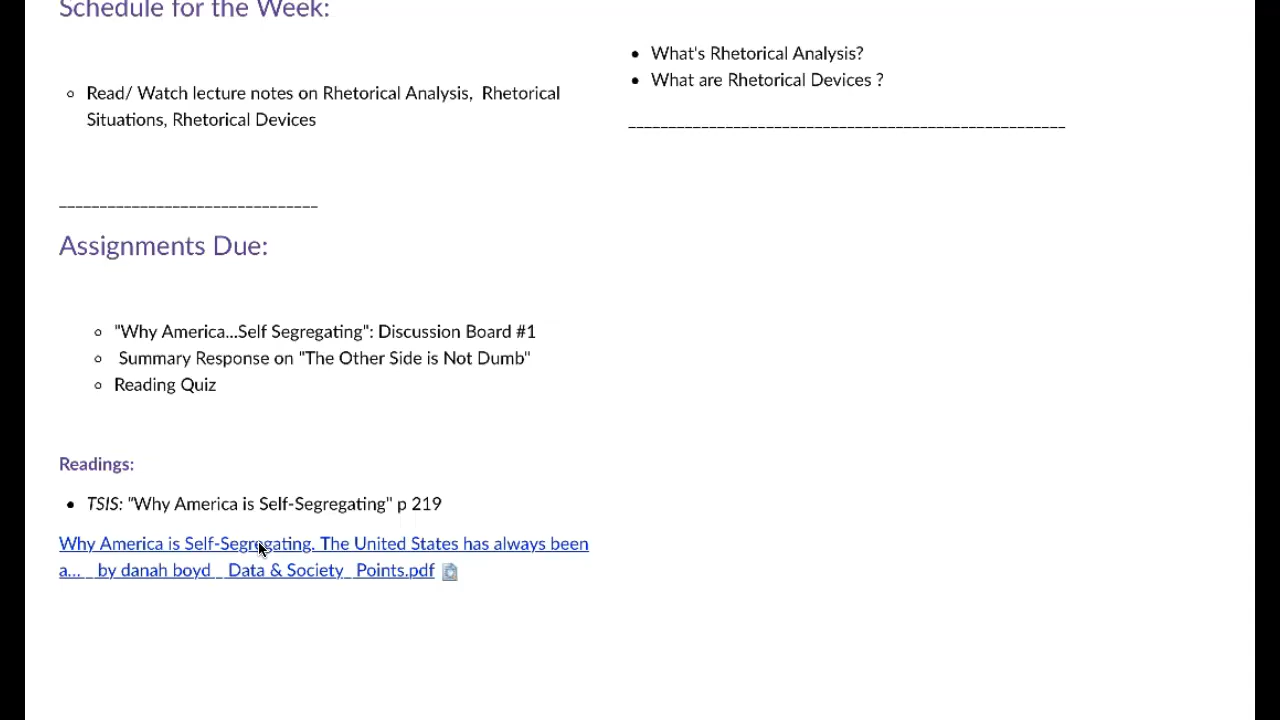 Schedule for the Week:
Read/ Watch lecture notes on Rhetorical Analysis, Rhetorical
Situations, Rhetorical Devices
_______________________________
Assignments Due:
"Why America...Self Segregating": Discussion Board #1
Summary Response on "The Other Side is Not Dumb"
Reading Quiz
Readings:
TSIS: "Why America is Self-Segregating" p 219
Why America is Self-Segregating. The United States has always been
a... _ by danah boyd _ Data & Society_ Points.pdf
What's Rhetorical Analysis?
What are Rhetorical Devices ?
______________________________________________________